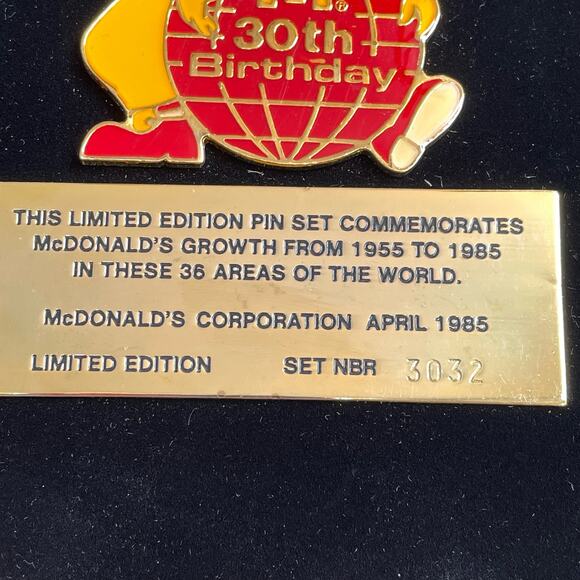 ®
30th
Birthday
THIS LIMITED EDITION PIN SET COMMEMORATES
McDONALD'S GROWTH FROM 1955 TO 1985
IN THESE 36 AREAS OF THE WORLD.
McDONALD'S CORPORATION APRIL 1985
LIMITED EDITION SET NBR 3032